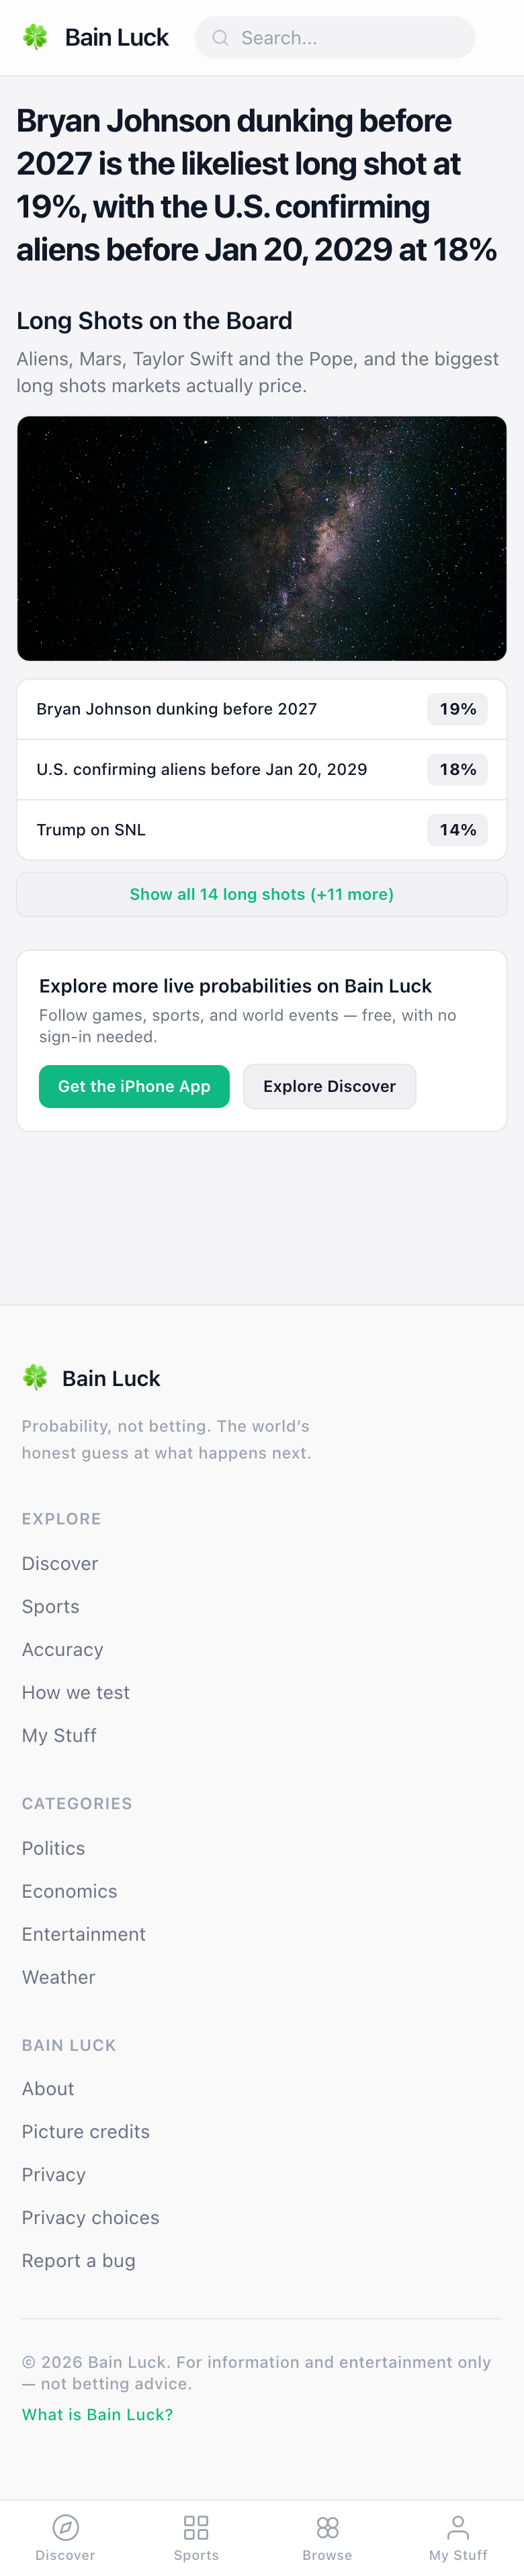 Bain Luck
Search...
Bryan Johnson dunking before
2027 is the likeliest long shot at
19%, with the U.S. confirming
aliens before Jan 20, 2029 at 18%
Long Shots on the Board
Aliens, Mars, Taylor Swift and the Pope, and the biggest
long shots markets actually price.
Bryan Johnson dunking before 2027 19%
U.S. confirming aliens before Jan 20, 2029 18%
Trump on SNL 14%
Show all 14 long shots (+11 more)
Explore more live probabilities on Bain Luck
Follow games, sports, and world events — free, with no
sign-in needed.
Get the iPhone App Explore Discover
Bain Luck
Probability, not betting. The world’s
honest guess at what happens next.
EXPLORE
Discover
Sports
Accuracy
How we test
My Stuff
CATEGORIES
Politics
Economics
Entertainment
Weather
BAIN LUCK
About
Picture credits
Privacy
Privacy choices
Report a bug
© 2026 Bain Luck. For information and entertainment only
— not betting advice.
What is Bain Luck?
Discover Sports Browse My Stuff